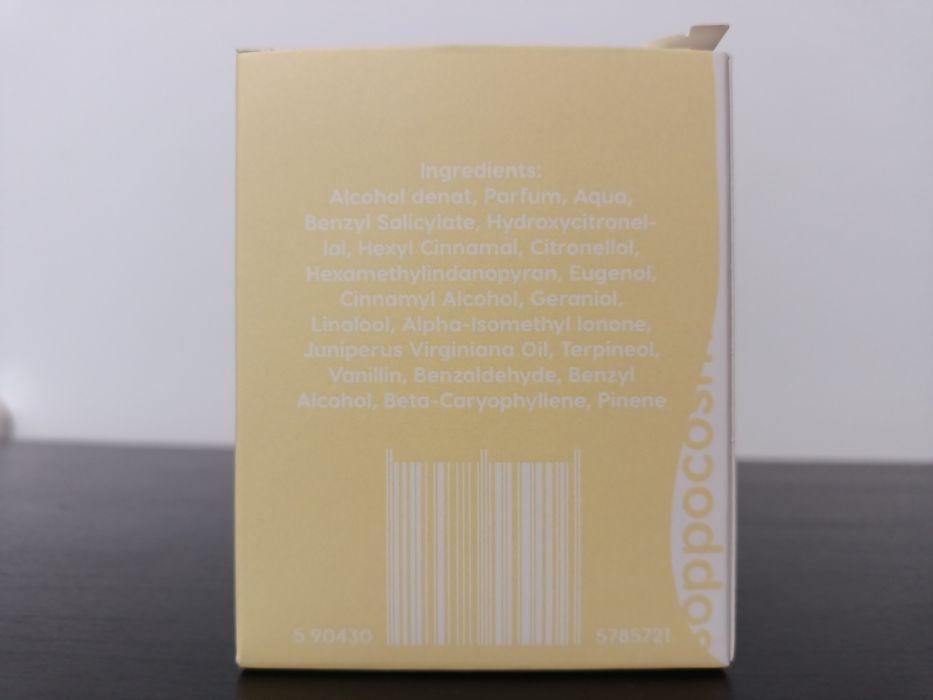 Ingredients:
Alcohol denat, Parfum, Aqua,
Benzyl Salicylate, Hydroxycitronel-
lal, Hexyl Cinnamal, Citronellol,
Hexamethylindanopyran, Eugenol,
Cinnamyl Alcohol, Geraniol,
Linalool, Alpha-Isomethyl Ionone,
Juniperus Virginiana Oil, Terpineol,
Vanillin, Benzaldehyde, Benzyl
Alcohol, Beta-Caryophyllene, Pinene
5 90430 5785721